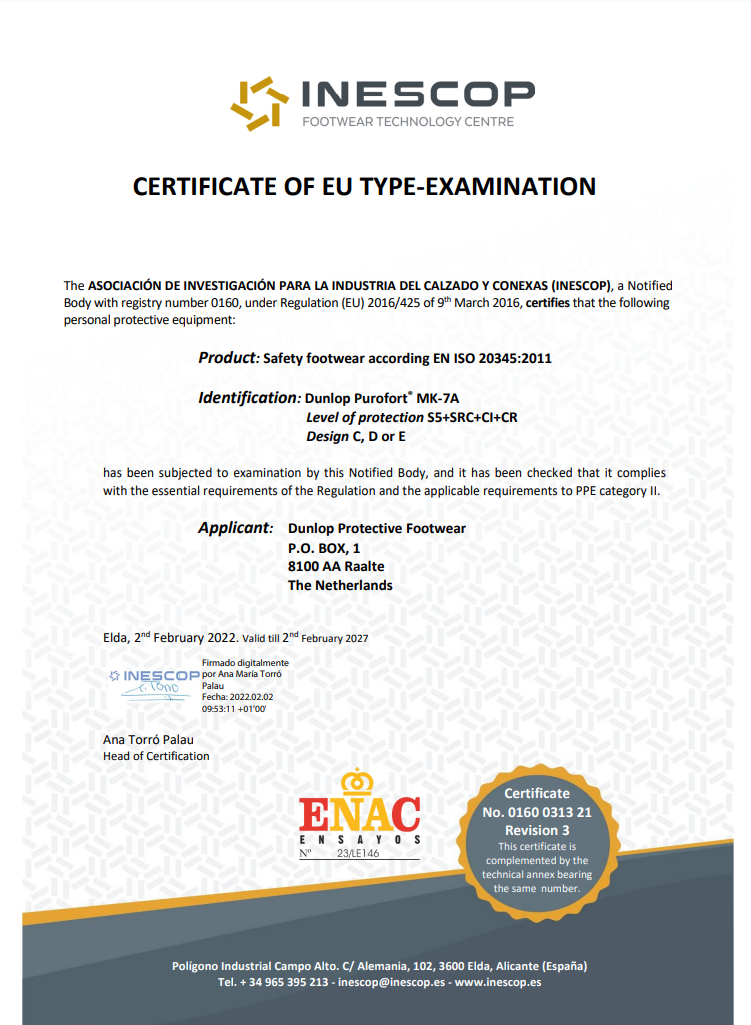 INESCOP
FOOTWEAR TECHNOLOGY CENTRE
CERTIFICATE OF EU TYPE-EXAMINATION
The ASOCIACIÓN DE INVESTIGACIÓN PARA LA INDUSTRIA DEL CALZADO Y CONEXAS (INESCOP), a Notified
Body with registry number 0160, under Regulation (EU) 2016/425 of 9th March 2016, certifies that the following
personal protective equipment:
Product: Safety footwear according EN ISO 20345:2011
Identification: Dunlop Purofort® MK-7A
Level of protection S5+SRC+CI+CR
Design C, D or E
has been subjected to examination by this Notified Body, and it has been checked that it complies
with the essential requirements of the Regulation and the applicable requirements to PPE category II.
Applicant: Dunlop Protective Footwear
P.O. BOX, 1
8100 AA Raalte
The Netherlands
Elda, 2nd February 2022. Valid till 2nd February 2027
INESCOP
Firmado digitalmente
por Ana María Torró
Palau
Fecha: 2022.02.02
09:53:11 +01'00'
Ana Torró Palau
Head of Certification
ENAC
ENSAYOS
Nº 23/LE146
Certificate
No. 0160 0313 21
Revision 3
This certificate is
complemented by the
technical annex bearing
the same number.
Polígono Industrial Campo Alto. C/ Alemania, 102, 3600 Elda, Alicante (España)
Tel. + 34 965 395 213 - inescop@inescop.es - www.inescop.es